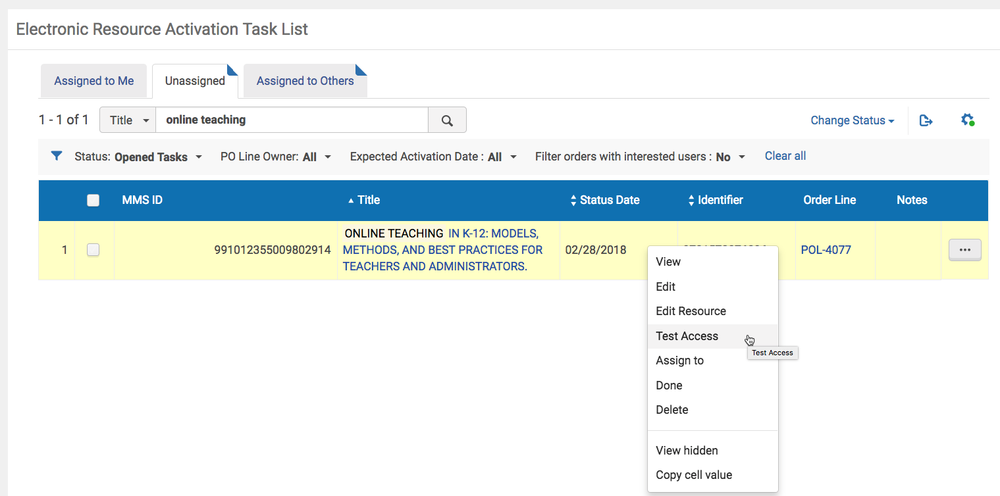 Electronic Resource Activation Task List
Assigned to Me
Unassigned
Assigned to Others
1 - 1 of 1
Title
online teaching
Change Status
Status: Opened Tasks
PO Line Owner: All
Expected Activation Date : All
Filter orders with interested users : No
Clear all
MMS ID
Title
Status Date
Identifier
Order Line
Notes
1
991012355009802914
ONLINE TEACHING IN K-12: MODELS,
METHODS, AND BEST PRACTICES FOR
TEACHERS AND ADMINISTRATORS.
02/28/2018
POL-4077
View
Edit
Edit Resource
Test Access
Test Access
Assign to
Done
Delete
View hidden
Copy cell value